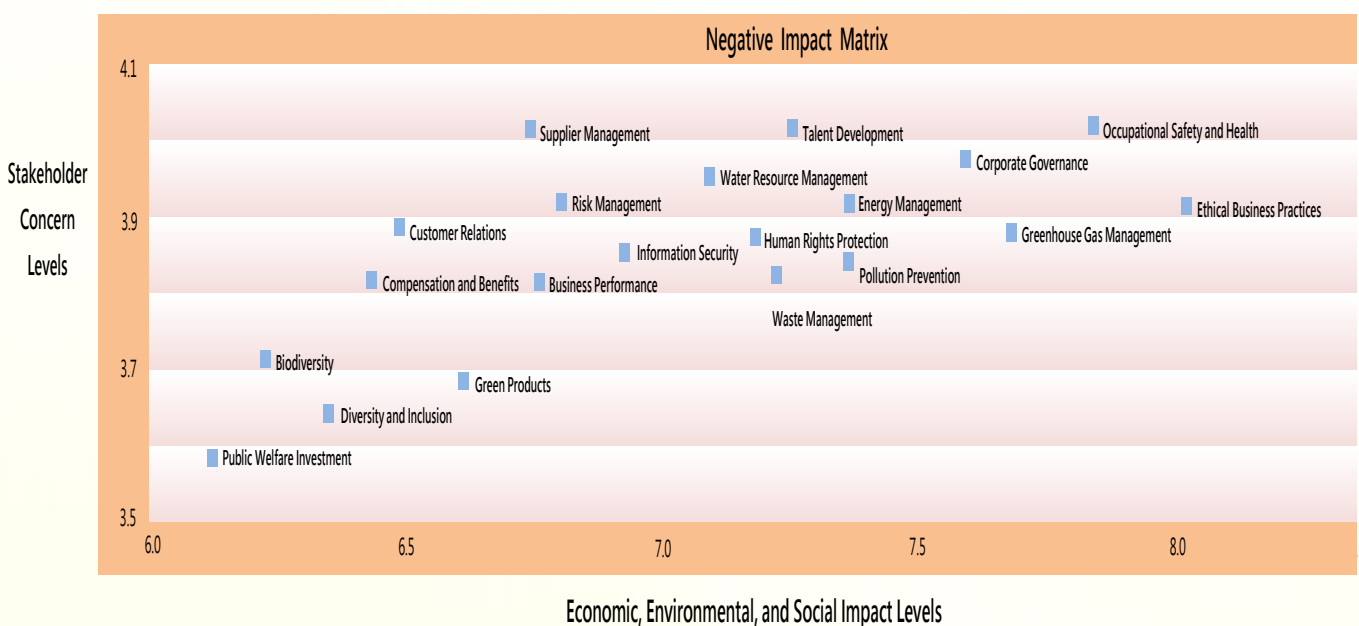 Negative Impact Matrix
4.1
Supplier Management
Talent Development
Occupational Safety and Health
Corporate Governance
Stakeholder
Concern
Levels
Water Resource Management
Risk Management
Energy Management
Ethical Business Practices
3.9
Customer Relations
Human Rights Protection
Greenhouse Gas Management
Information Security
Pollution Prevention
Compensation and Benefits
Business Performance
Waste Management
3.7
Biodiversity
Green Products
Diversity and Inclusion
Public Welfare Investment
3.5
6.0
6.5
7.0
7.5
8.0
Economic, Environmental, and Social Impact Levels